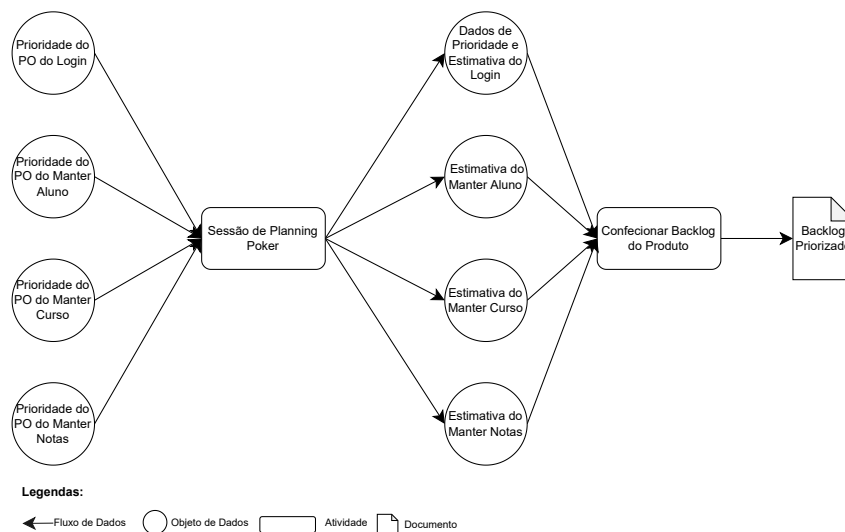 Prioridade do
PO do Login
Prioridade do
PO do Manter
Aluno
Prioridade do
PO do Manter
Curso
Prioridade do
PO do Manter
Notas
Sessão de Planning
Poker
Dados de
Prioridade e
Estimativa do
Login
Estimativa do
Manter Aluno
Estimativa do
Manter Curso
Estimativa do
Manter Notas
Confecionar Backlog
do Produto
Backlog
Priorizado
Legendas:
Fluxo de Dados
Objeto de Dados
Atividade
Documento